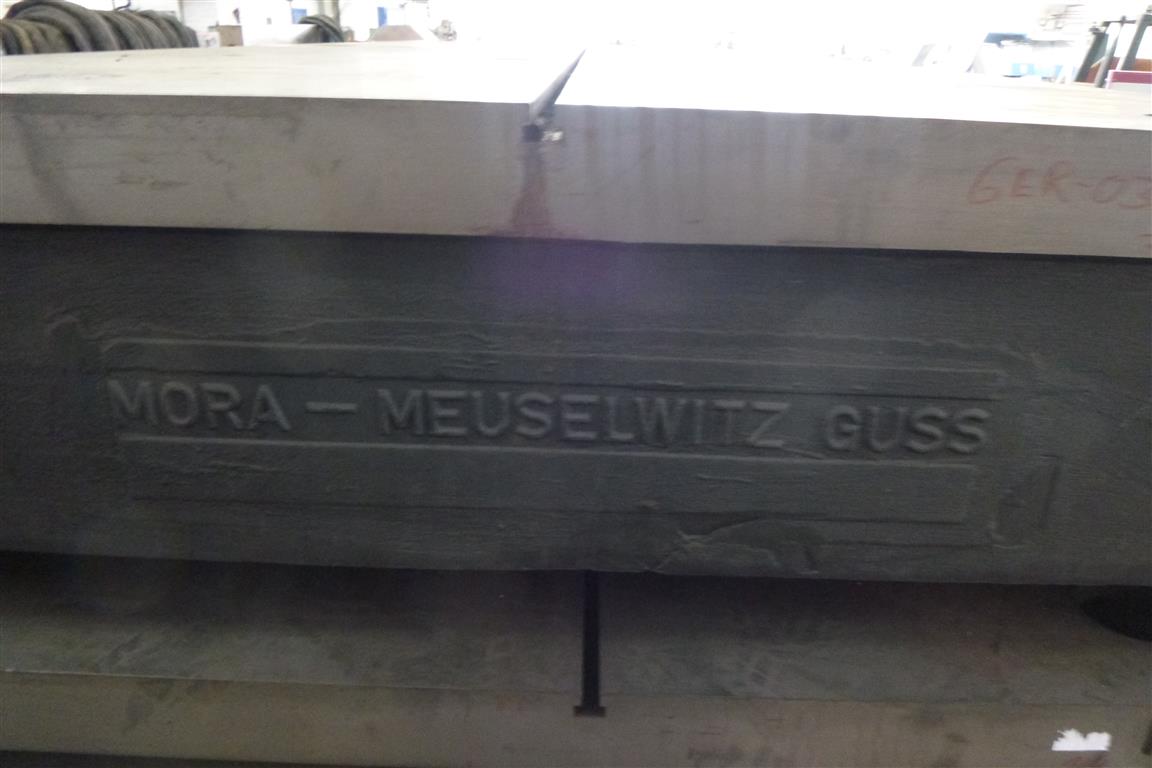 GER-03
MORA — MEUSELWITZ GUSS